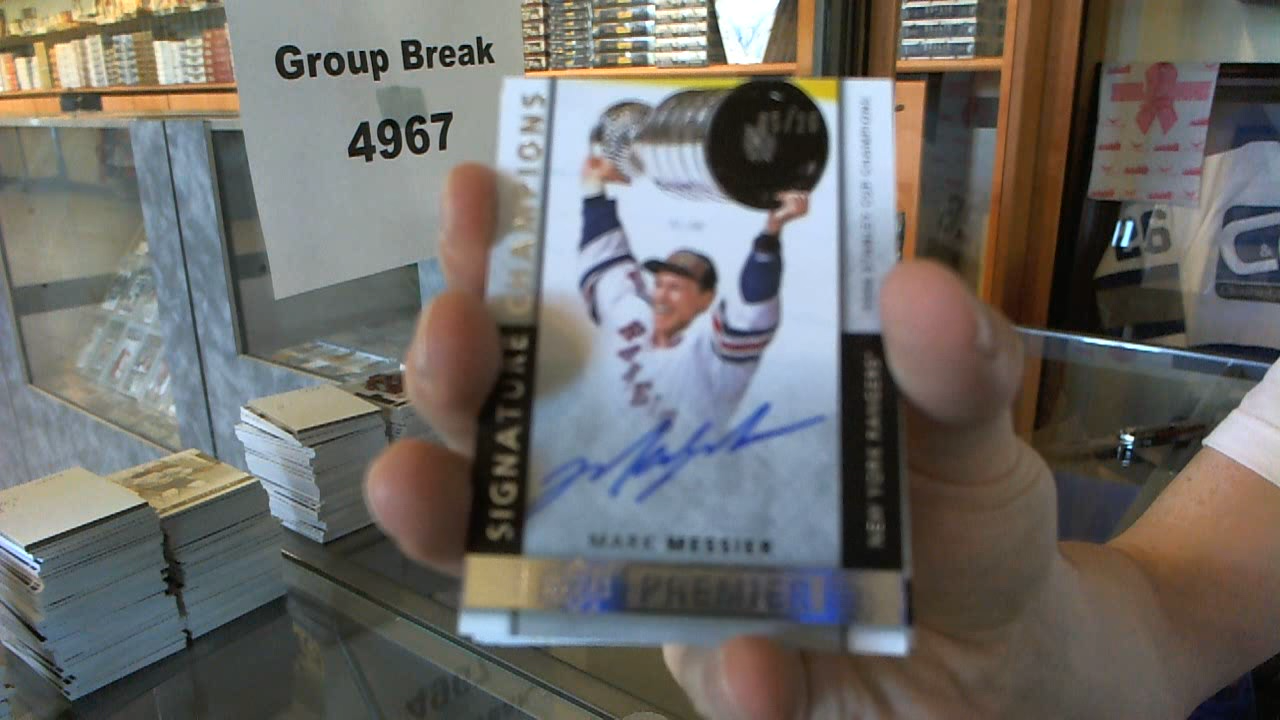 Group Break
4967
SIGNATURE CHAMPIONS
NEW YORK RANGERS
MARK MESSIER
PREMIER